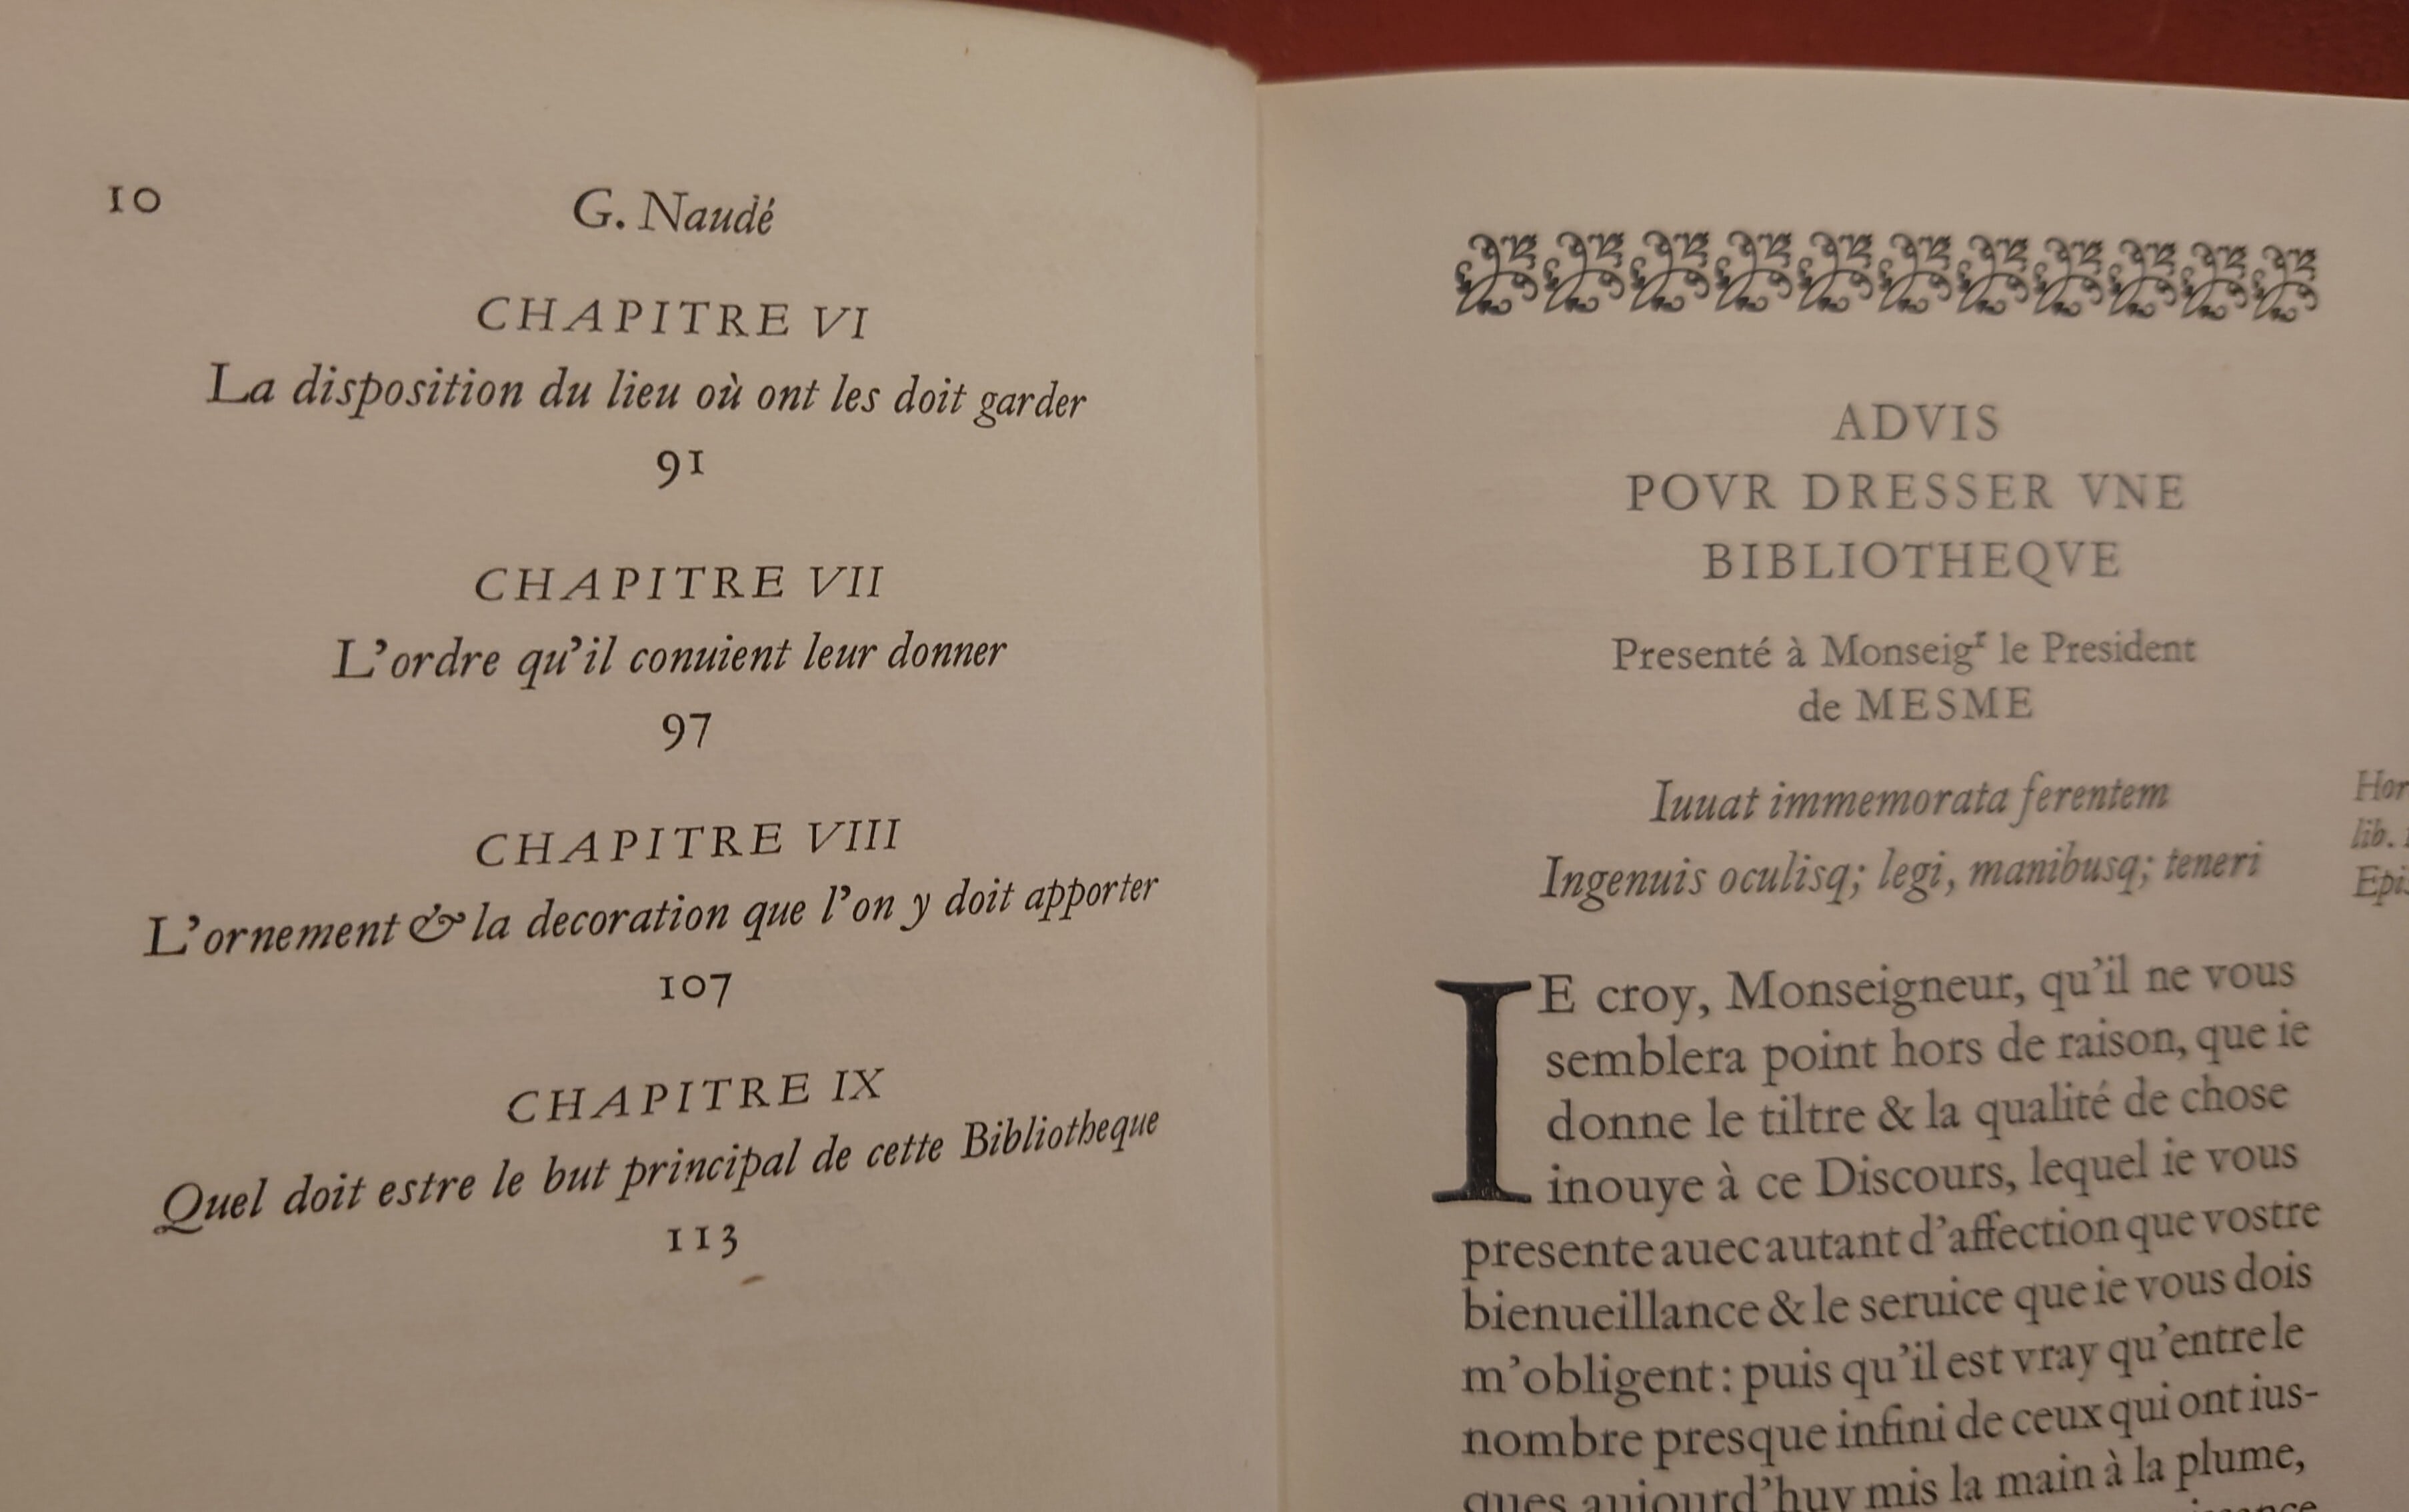 10
G. Naudé
CHAPITRE VI
La disposition du lieu où ont les doit garder
91
CHAPITRE VII
L'ordre qu'il conuient leur donner
97
CHAPITRE VIII
L'ornement & la decoration que l'on y doit apporter
107
CHAPITRE IX
Quel doit estre le but principal de cette Bibliotheque
113
ADVIS
POVR DRESSER VNE
BIBLIOTHEQVE
Presenté à Monseigʳ le President
de MESME
Iuuat immemorata ferentem
Ingenuis oculisq; legi, manibusq; teneri
Hor
lib.
Epi
IE croy, Monseigneur, qu'il ne vous
semblera point hors de raison, que ie
donne le tiltre & la qualité de chose
inouye à ce Discours, lequel ie vous
presente auec autant d'affection que vostre
bienueillance & le seruice que ie vous dois
m'obligent : puis qu'il est vray qu'entre le
nombre presque infini de ceux qui ont ius-
ques aujourd'huy mis la main à la plume,